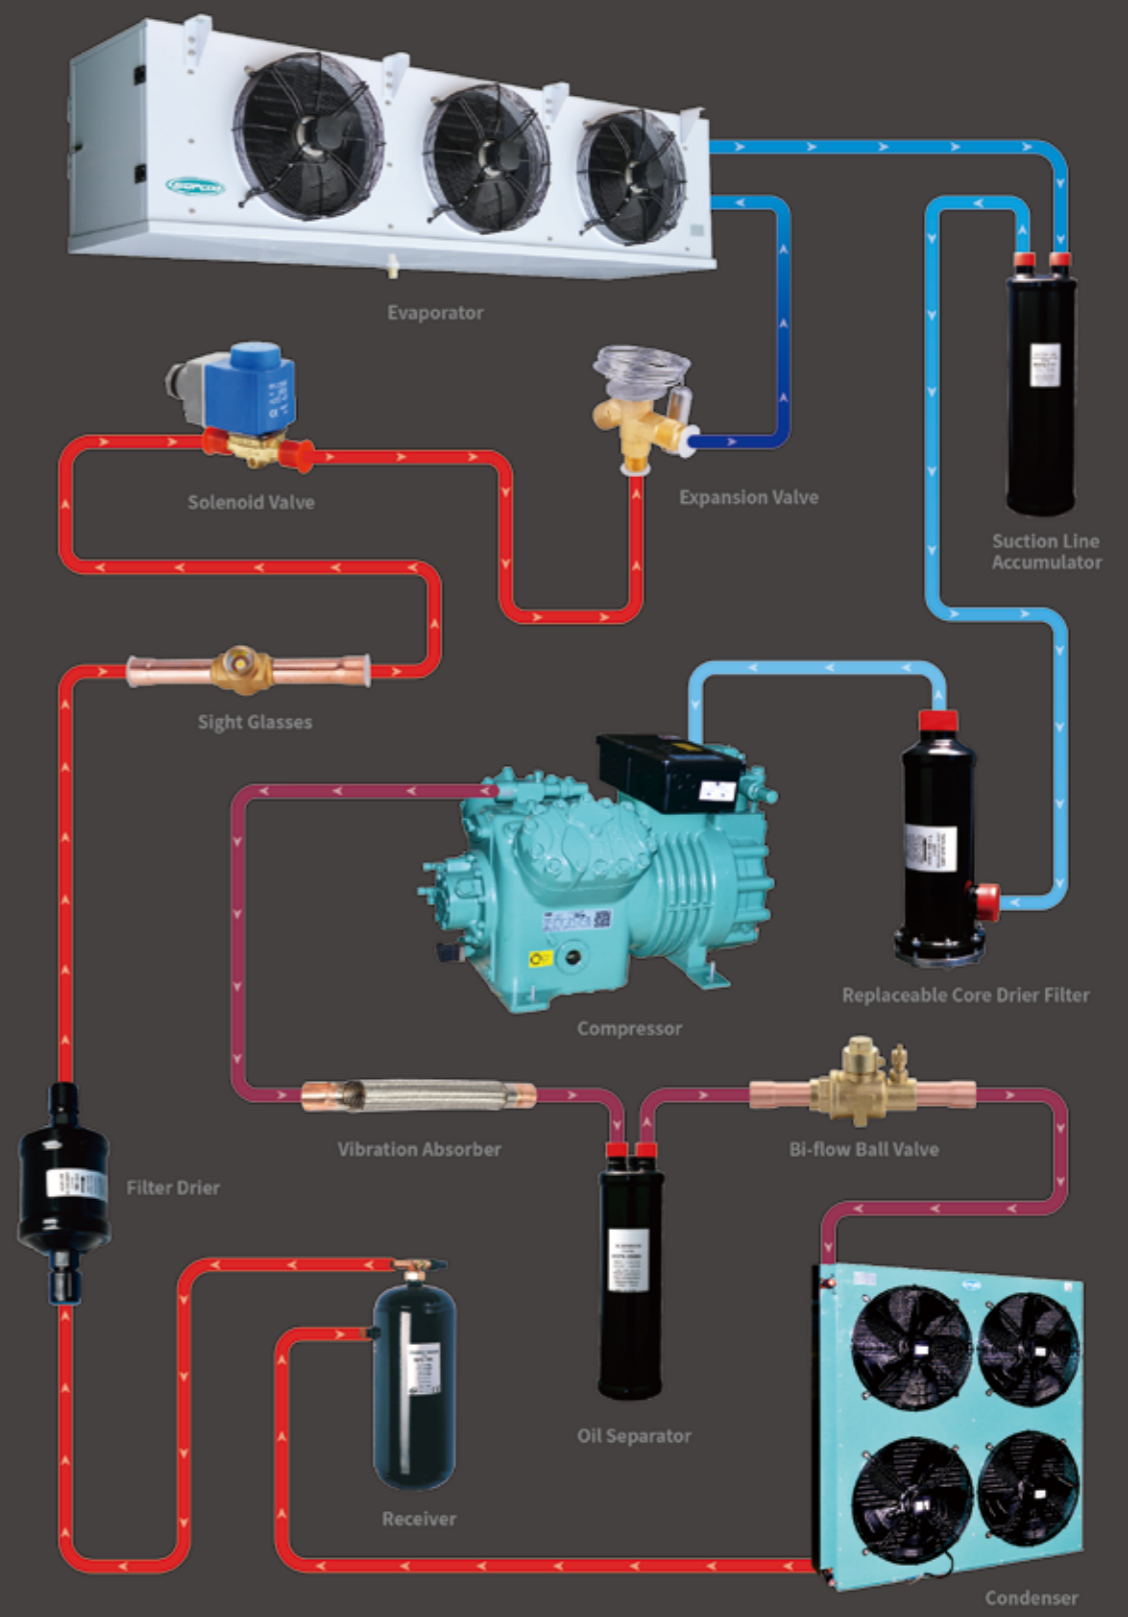 Evaporator
Solenoid Valve
Expansion Valve
Suction Line
Accumulator
Sight Glasses
Replaceable Core Drier Filter
Compressor
Vibration Absorber
Bi-flow Ball Valve
Filter Drier
Oil Separator
Receiver
Condenser